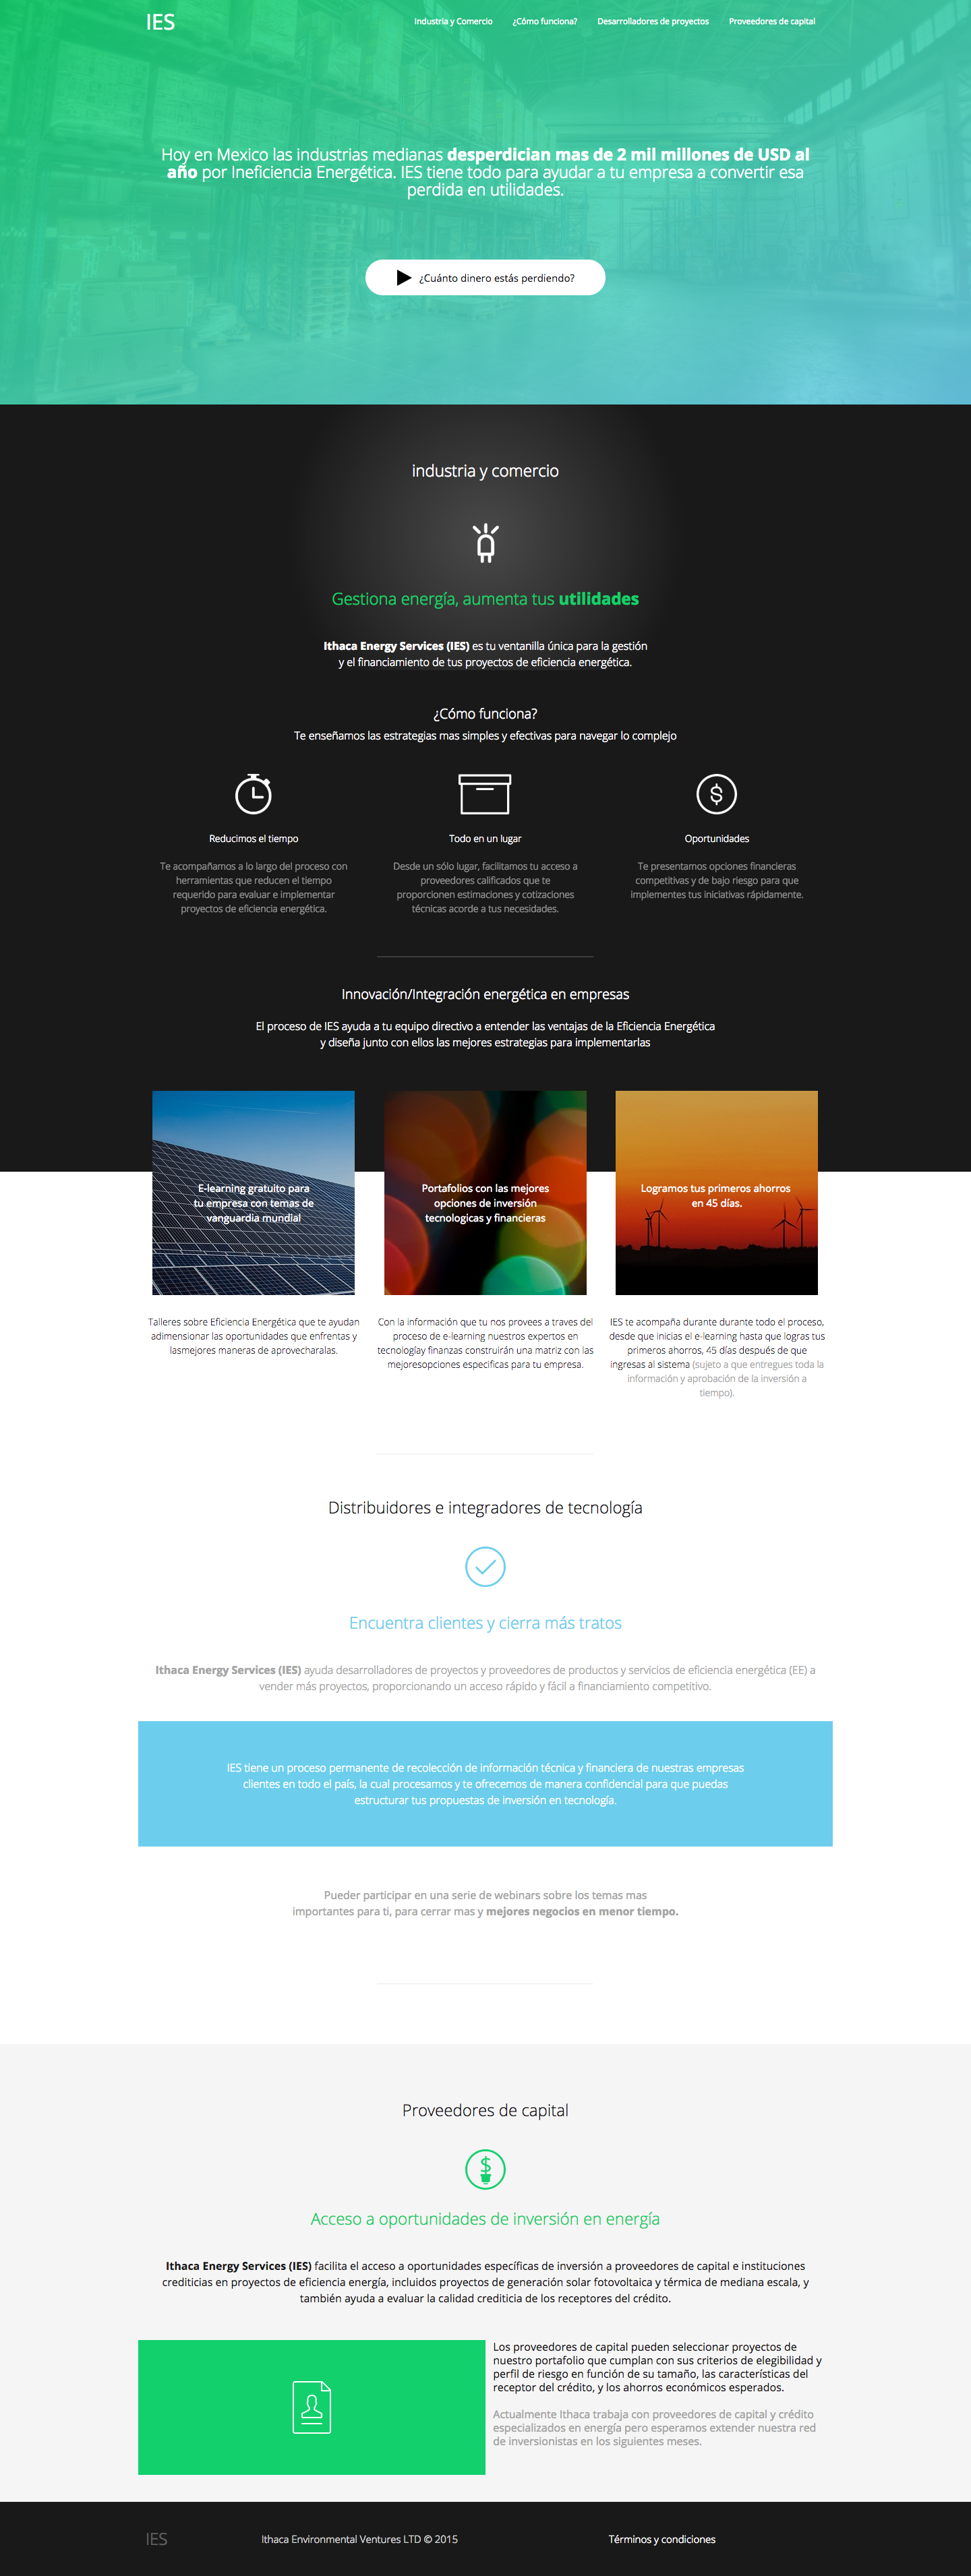 IES
Industria y Comercio
¿Cómo funciona?
Desarrolladores de proyectos
Proveedores de capital
Hoy en Mexico las industrias medianas desperdician mas de 2 mil millones de USD al
año por Ineficiencia Energética. IES tiene todo para ayudar a tu empresa a convertir esa
perdida en utilidades.
¿Cuánto dinero estás perdiendo?
industria y comercio
Gestiona energía, aumenta tus utilidades
Ithaca Energy Services (IES) es tu ventanilla única para la gestión
y el financiamiento de tus proyectos de eficiencia energética.
¿Cómo funciona?
Te enseñamos las estrategias mas simples y efectivas para navegar lo complejo
Reducimos el tiempo
Te acompañamos a lo largo del proceso con
herramientas que reducen el tiempo
requerido para evaluar e implementar
proyectos de eficiencia energética.
Todo en un lugar
Desde un sólo lugar, facilitamos tu acceso a
proveedores calificados que te
proporcionen estimaciones y cotizaciones
técnicas acorde a tus necesidades.
Oportunidades
Te presentamos opciones financieras
competitivas y de bajo riesgo para que
implementes tus iniciativas rápidamente.
Innovación/Integración energética en empresas
El proceso de IES ayuda a tu equipo directivo a entender las ventajas de la Eficiencia Energética
y diseña junto con ellos las mejores estrategias para implementarlas
E-learning gratuito para
tu empresa con temas de
vanguardia mundial
Talleres sobre Eficiencia Energética que te ayudan
adimensionar las oportunidades que enfrentas y
lasmejores maneras de aprovecharalas.
Portafolios con las mejores
opciones de inversión
tecnologicas y financieras
Con la información que tu nos provees a traves del
proceso de e-learning nuestros expertos en
tecnologíay finanzas construirán una matriz con las
mejoresopciones especificas para tu empresa.
Logramos tus primeros ahorros
en 45 días.
IES te acompaña durante durante todo el proceso,
desde que inicias el e-learning hasta que logras tus
primeros ahorros, 45 días después de que
ingresas al sistema (sujeto a que entregues toda la
información y aprobación de la inversión a
tiempo).
Distribuidores e integradores de tecnología
Encuentra clientes y cierra más tratos
Ithaca Energy Services (IES) ayuda desarrolladores de proyectos y proveedores de productos y servicios de eficiencia energética (EE) a
vender más proyectos, proporcionando un acceso rápido y fácil a financiamiento competitivo.
IES tiene un proceso permanente de recolección de información técnica y financiera de nuestras empresas
clientes en todo el país, la cual procesamos y te ofrecemos de manera confidencial para que puedas
estructurar tus propuestas de inversión en tecnología.
Pueder participar en una serie de webinars sobre los temas mas
importantes para ti, para cerrar mas y mejores negocios en menor tiempo.
Proveedores de capital
Acceso a oportunidades de inversión en energía
Ithaca Energy Services (IES) facilita el acceso a oportunidades específicas de inversión a proveedores de capital e instituciones
crediticias en proyectos de eficiencia energía, incluidos proyectos de generación solar fotovoltaica y térmica de mediana escala, y
también ayuda a evaluar la calidad crediticia de los receptores del crédito.
Los proveedores de capital pueden seleccionar proyectos de
nuestro portafolio que cumplan con sus criterios de elegibilidad y
perfil de riesgo en función de su tamaño, las características del
receptor del crédito, y los ahorros económicos esperados.
Actualmente Ithaca trabaja con proveedores de capital y crédito
especializados en energía pero esperamos extender nuestra red
de inversionistas en los siguientes meses.
IES
Ithaca Environmental Ventures LTD © 2015
Términos y condiciones